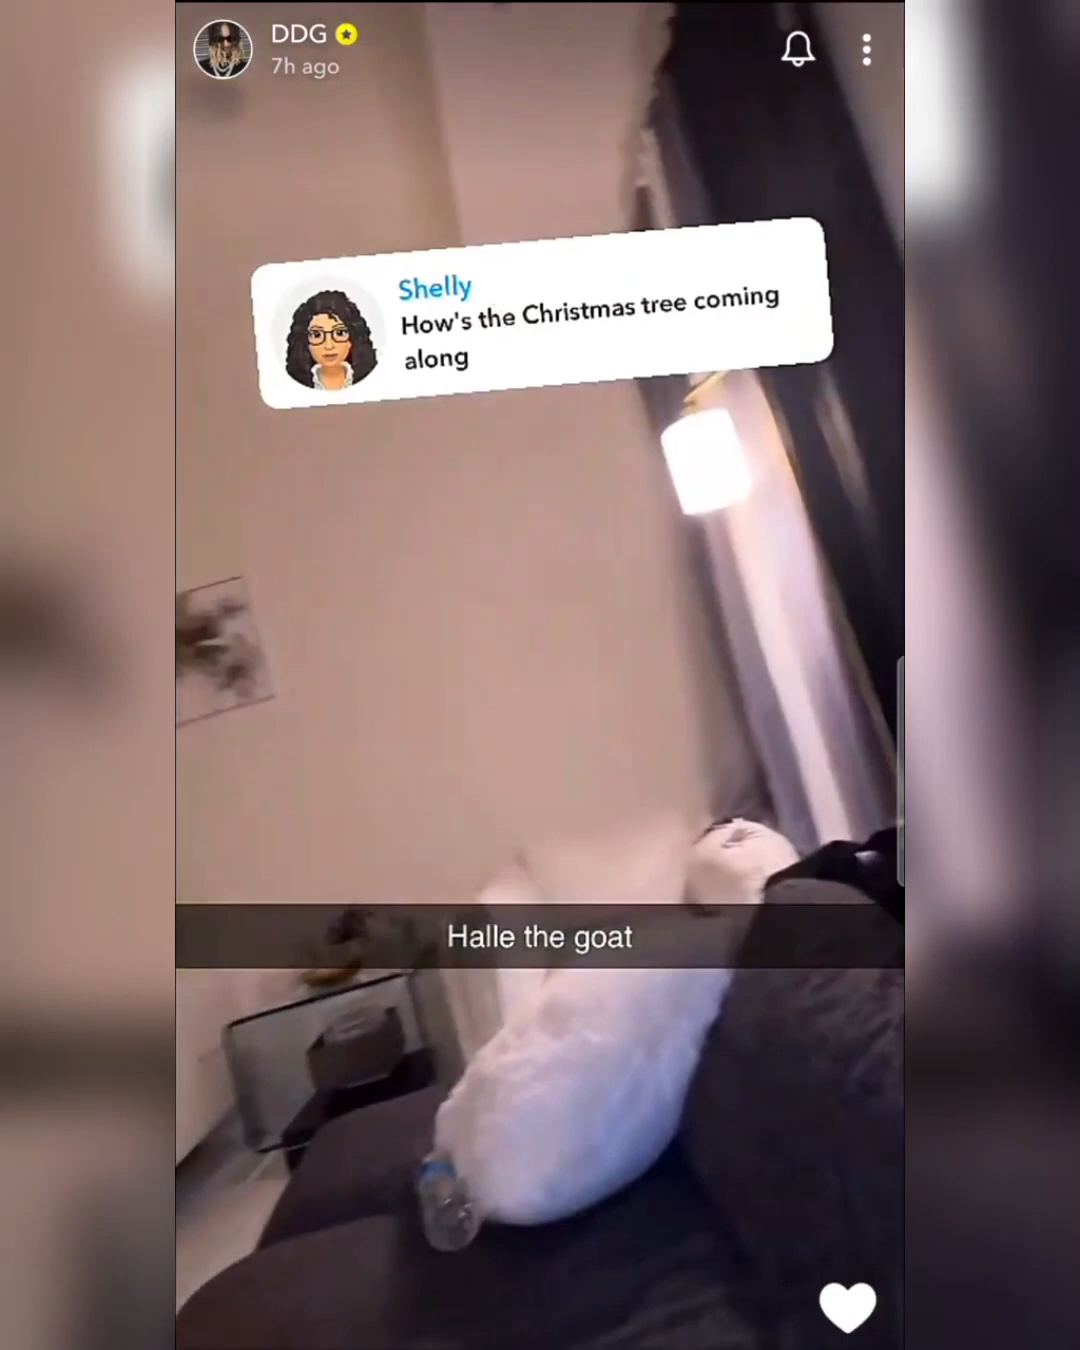 DDG
7h ago
Shelly
How's the Christmas tree coming
along
Halle the goat